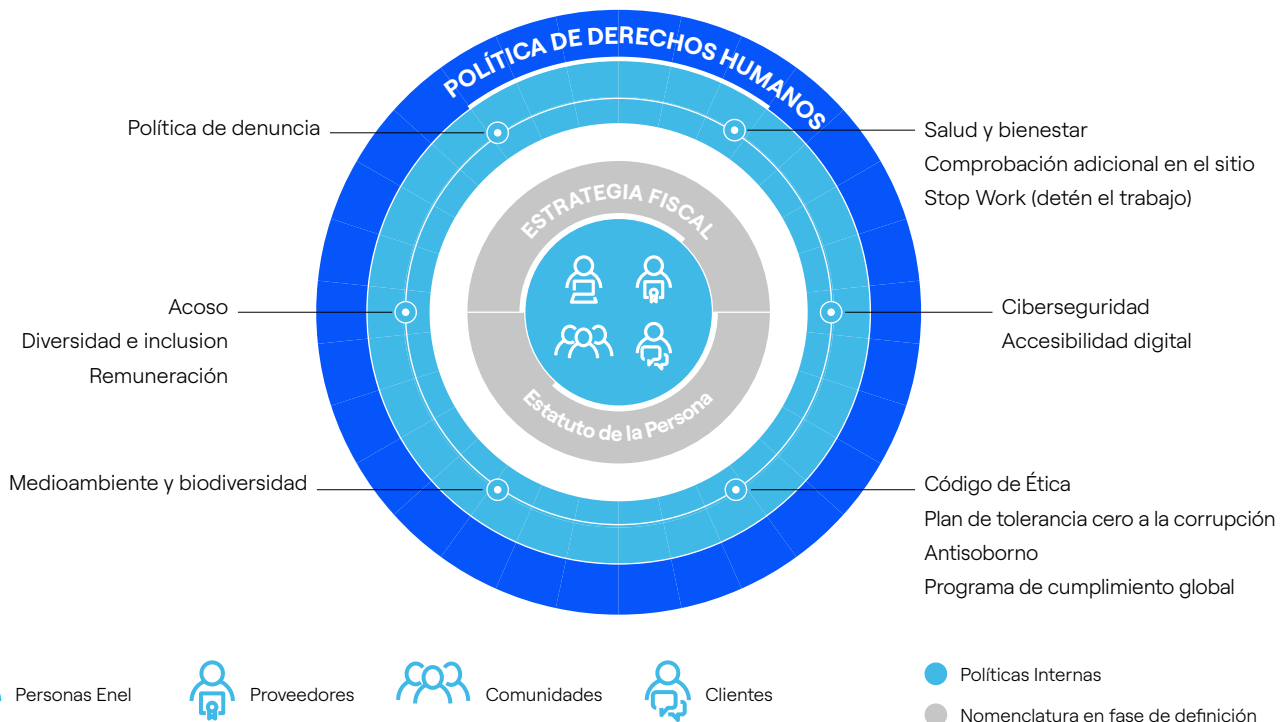 POLÍTICA DE DERECHOS HUMANOS
Política de denuncia
Salud y bienestar
Comprobación adicional en el sitio
Stop Work (detén el trabajo)
ESTRATEGIA FISCAL
Acoso
Diversidad e inclusion
Remuneración
Ciberseguridad
Accesibilidad digital
Estatuto de la Persona
Medioambiente y biodiversidad
Código de Ética
Plan de tolerancia cero a la corrupción
Antisoborno
Programa de cumplimiento global
Personas Enel
Proveedores
Comunidades
Clientes
Políticas Internas
Nomenclatura en fase de definición